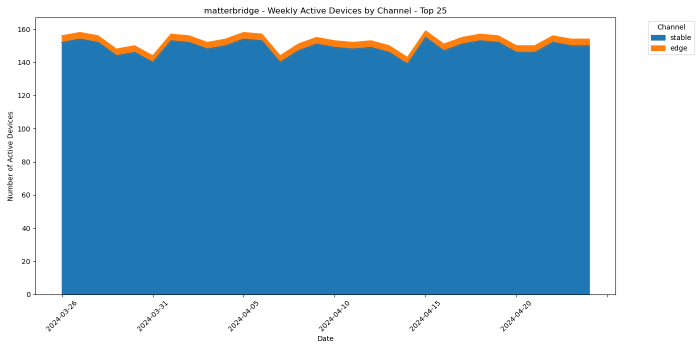 matterbridge - Weekly Active Devices by Channel - Top 25
Channel
stable
edge
Number of Active Devices
160
140
120
100
80
60
40
20
0
2024-03-26
2024-03-31
2024-04-05
2024-04-10
2024-04-15
2024-04-20
Date